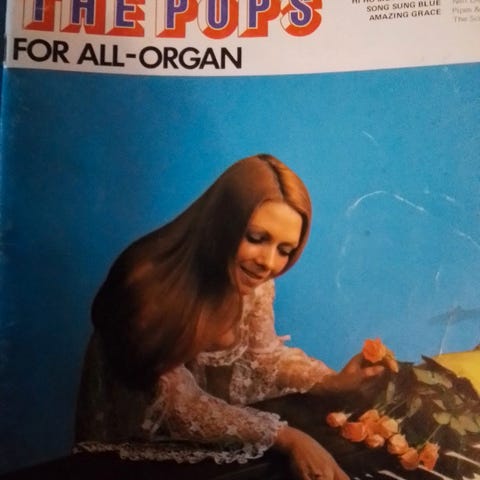 THE POPS
FOR ALL-ORGAN
SONG SUNG BLUE
AMAZING GRACE